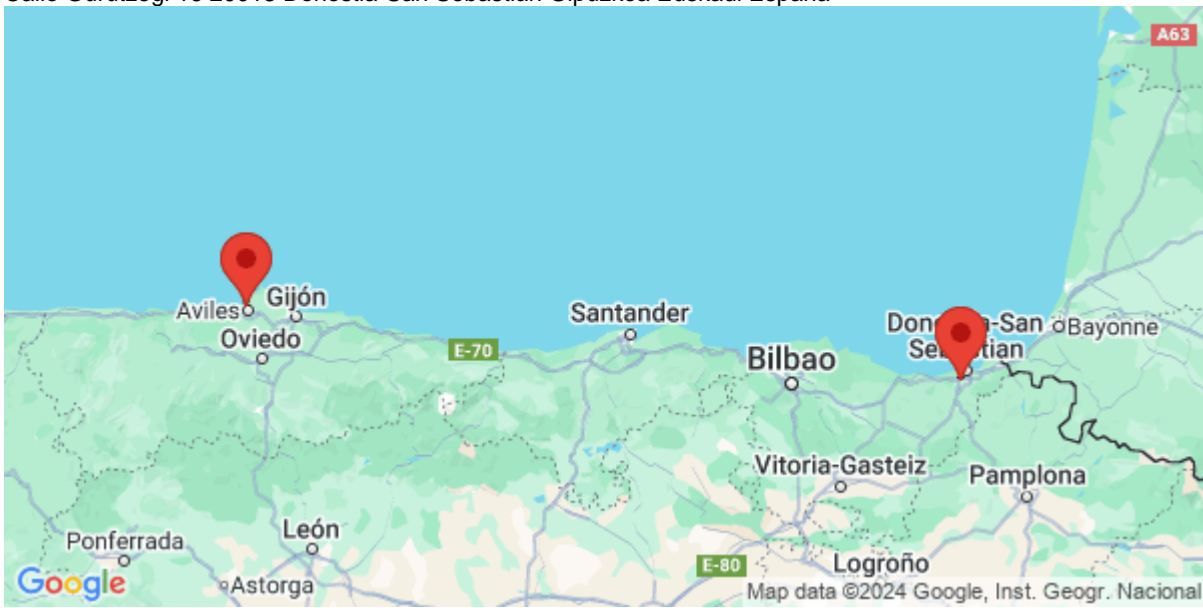 A63
Aviles
Gijón
Oviedo
E-70
Santander
Bilbao
Bayonne
Vitoria-Gasteiz
Pamplona
León
Ponferrada
Astorga
E-80
Logroño
Google
Map data ©2024 Google, Inst. Geogr. Nacional